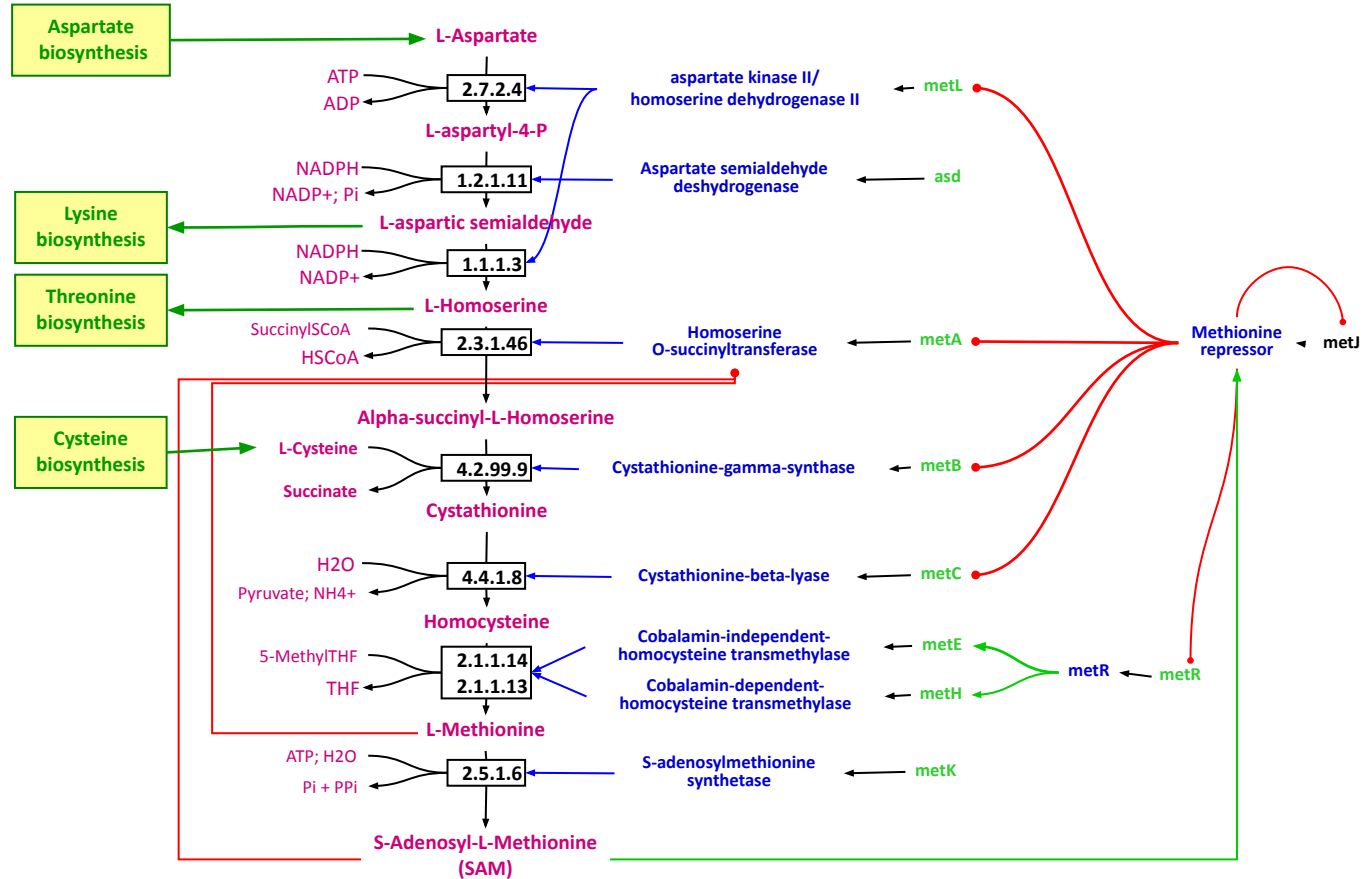 Aspartate
biosynthesis
L-Aspartate
ATP
ADP
2.7.2.4
aspartate kinase II/
homoserine dehydrogenase II
metL
L-aspartyl-4-P
NADPH
NADP+; Pi
1.2.1.11
Aspartate semialdehyde
deshydrogenase
asd
Lysine
biosynthesis
L-aspartic semialdehyde
NADPH
NADP+
1.1.1.3
Threonine
biosynthesis
L-Homoserine
SuccinylSCoA
HSCoA
2.3.1.46
Homoserine
O-succinyltransferase
metA
Methionine
repressor
metJ
Alpha-succinyl-L-Homoserine
Cysteine
biosynthesis
L-Cysteine
Succinate
4.2.99.9
Cystathionine-gamma-synthase
metB
Cystathionine
H2O
Pyruvate; NH4+
4.4.1.8
Cystathionine-beta-lyase
metC
Homocysteine
5-MethylTHF
THF
2.1.1.14
2.1.1.13
Cobalamin-independent-
homocysteine transmethylase
metE
Cobalamin-dependent-
homocysteine transmethylase
metH
metR
metR
L-Methionine
ATP; H2O
Pi + PPi
2.5.1.6
S-adenosylmethionine
synthetase
metK
S-Adenosyl-L-Methionine
(SAM)